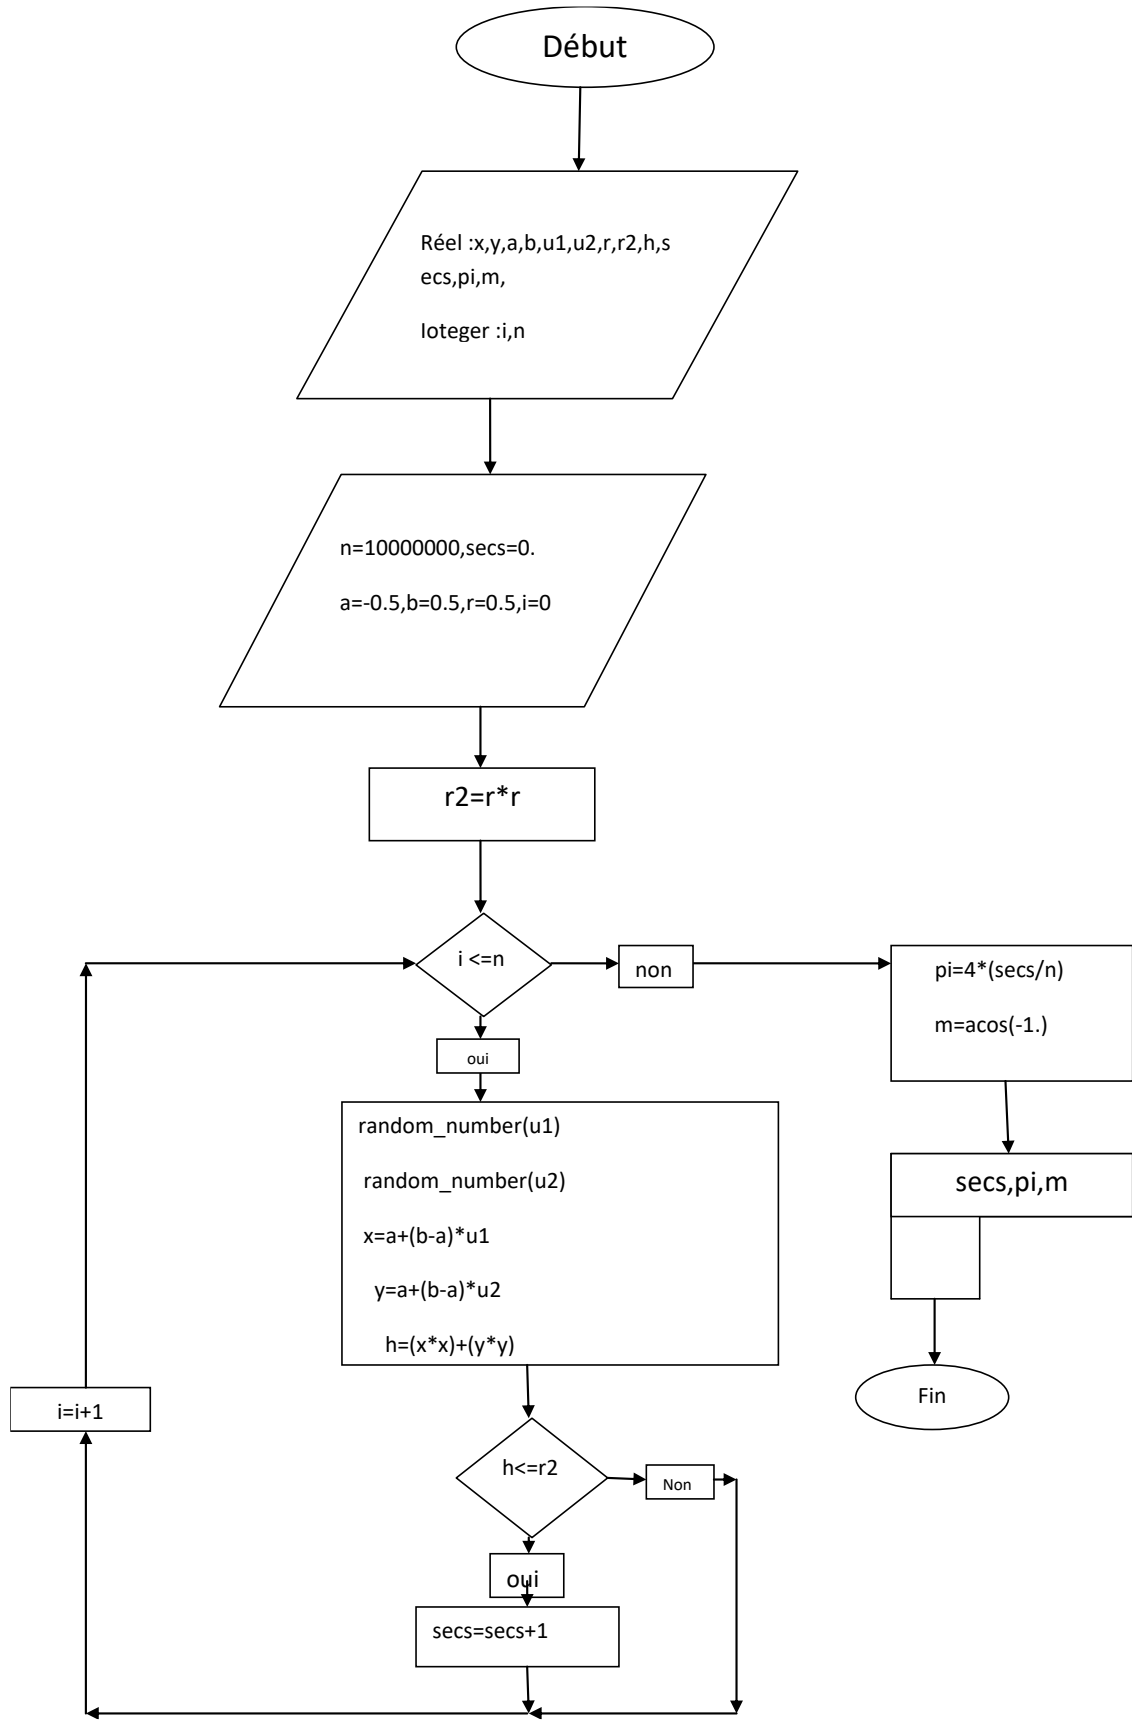 Début
Réel :x,y,a,b,u1,u2,r,r2,h,s
ecs,pi,m,
Ioteger :i,n
n=10000000,secs=0.
a=-0.5,b=0.5,r=0.5,i=0
r2=r*r
i <=n
non
pi=4*(secs/n)
m=acos(-1.)
oui
random_number(u1)
random_number(u2)
x=a+(b-a)*u1
y=a+(b-a)*u2
h=(x*x)+(y*y)
secs,pi,m
Fin
i=i+1
h<=r2
Non
oui
secs=secs+1